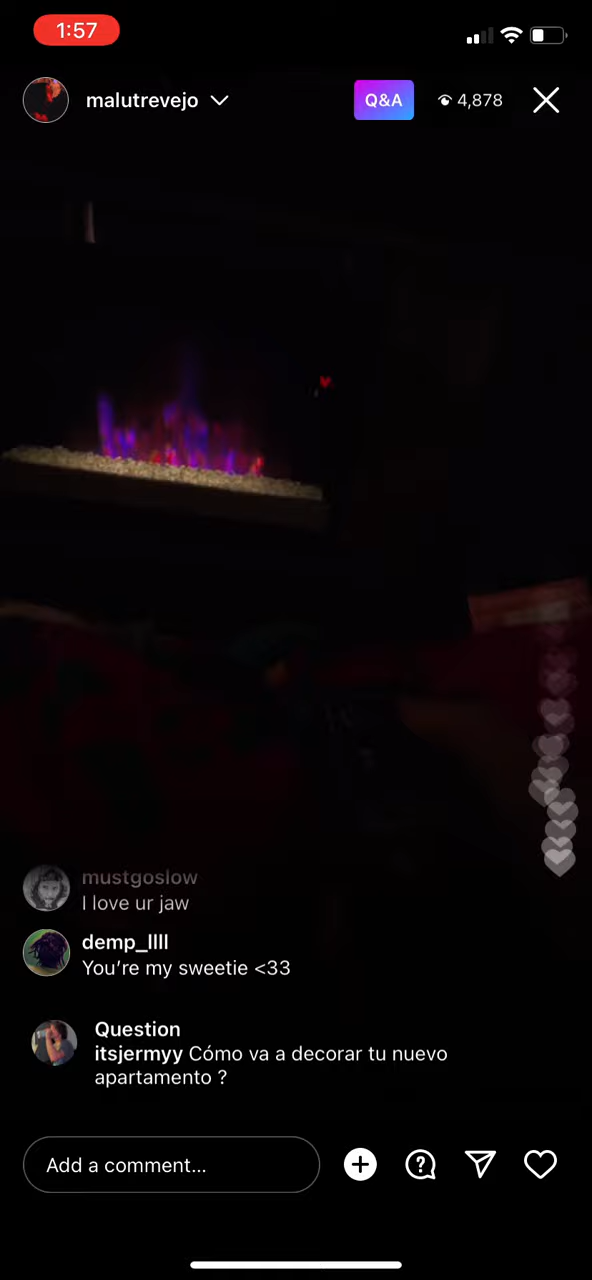 1:57
malutrevejo
Q&A
4,878
mustgoslow
I love ur jaw
demp_llll
You’re my sweetie <33
Question
itsjermyy Cómo va a decorar tu nuevo
apartamento ?
Add a comment...